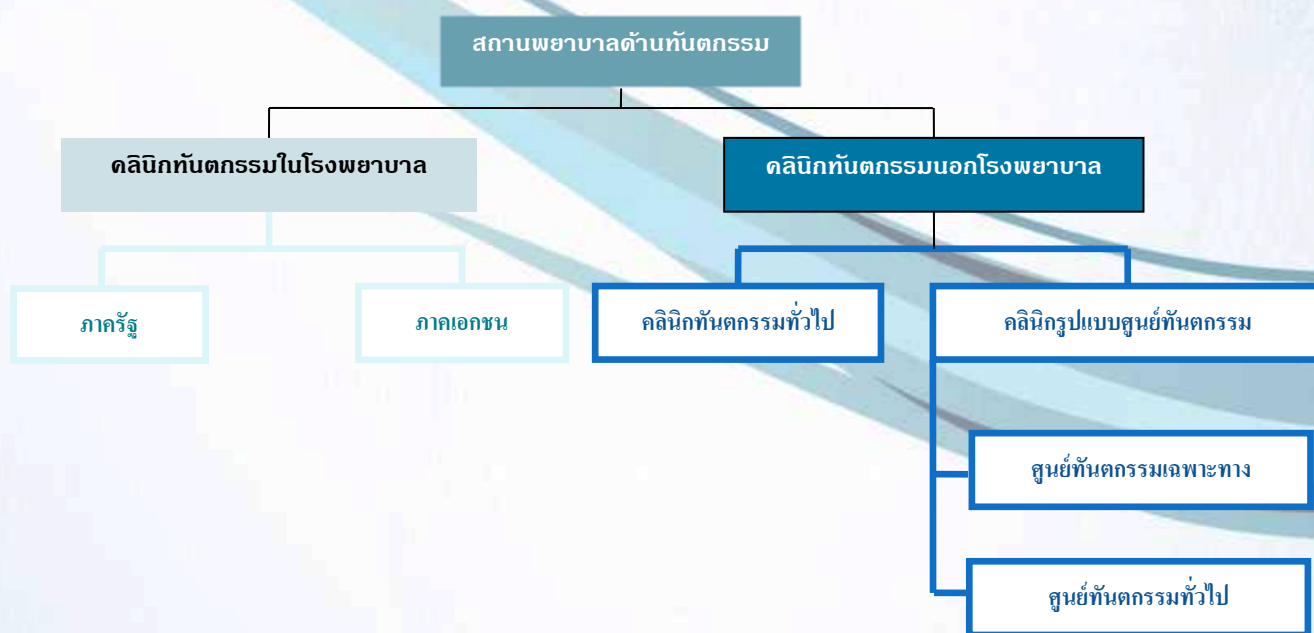 สถานพยาบาลด้านทันตกรรม
คลินิกทันตกรรมในโรงพยาบาล
คลินิกทันตกรรมนอกโรงพยาบาล
ภาครัฐ
ภาคเอกชน
คลินิกทันตกรรมทั่วไป
คลินิกรูปแบบศูนย์ทันตกรรม
ศูนย์ทันตกรรมเฉพาะทาง
ศูนย์ทันตกรรมทั่วไป